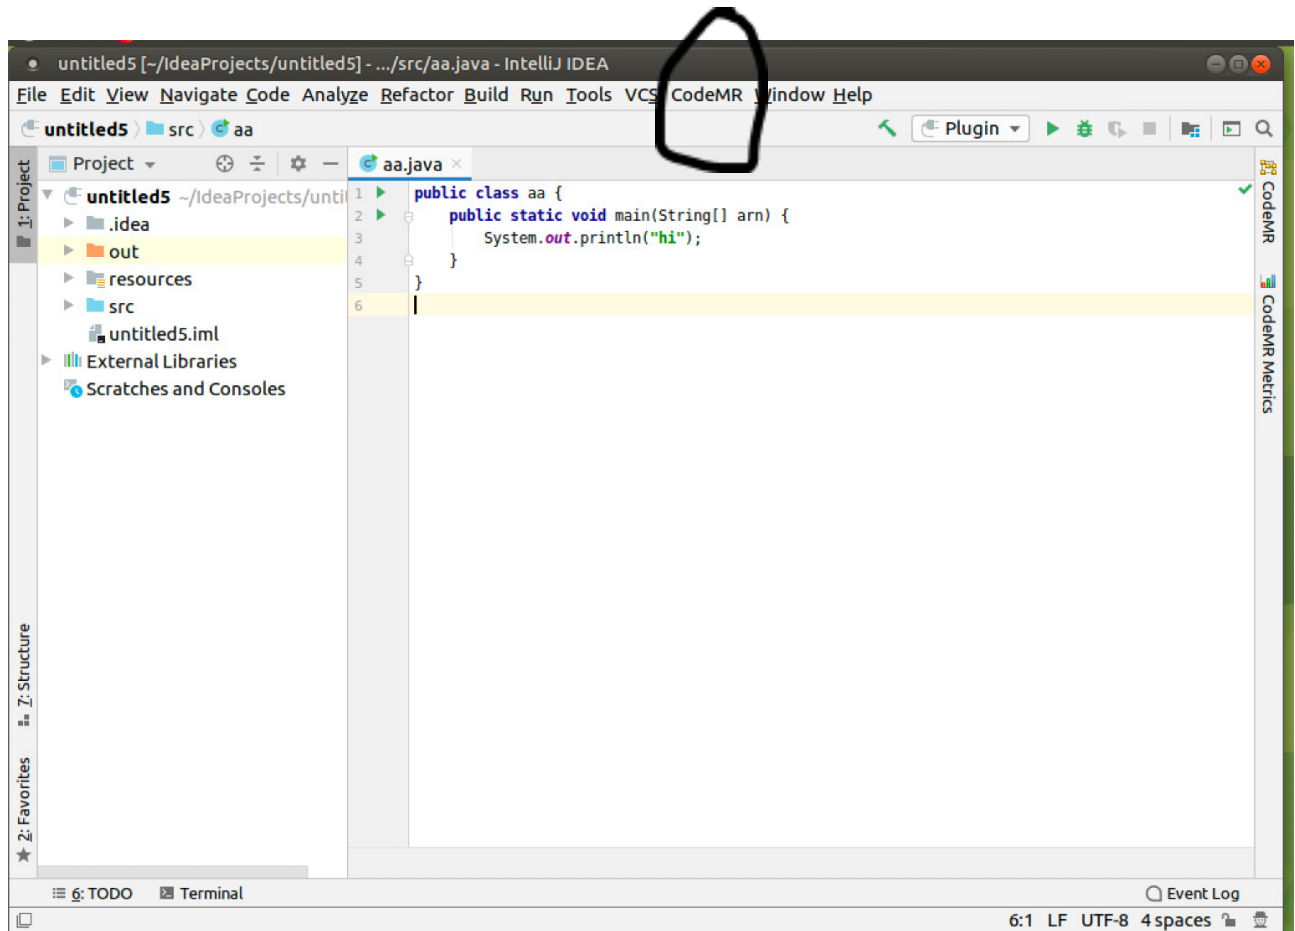 untitled5 [~/IdeaProjects/untitled5] - .../src/aa.java - IntelliJ IDEA
File Edit View Navigate Code Analyze Refactor Build Run Tools VCS CodeMR Window Help
untitled5 src aa
Plugin
Project
aa.java
1: Project
untitled5 ~/IdeaProjects/unti
.idea
out
resources
src
untitled5.iml
External Libraries
Scratches and Consoles
1 public class aa {
2 public static void main(String[] arn) {
3 System.out.println("hi");
4 }
5 }
6
CodeMR
CodeMR Metrics
7: Structure
2: Favorites
6: TODO Terminal Event Log
6:1 LF UTF-8 4 spaces